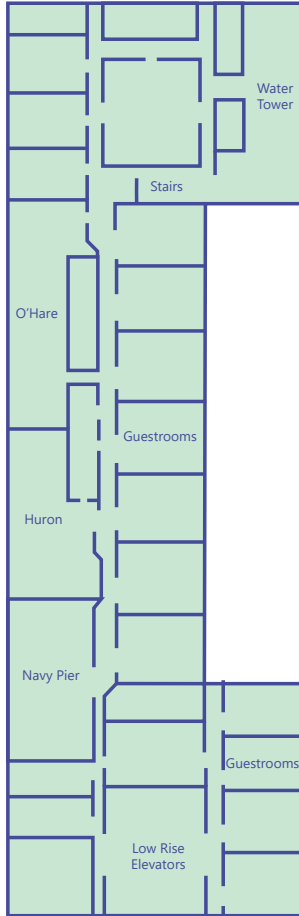 Water
Tower
Stairs
O'Hare
Guestrooms
Huron
Navy Pier
Guestrooms
Low Rise
Elevators